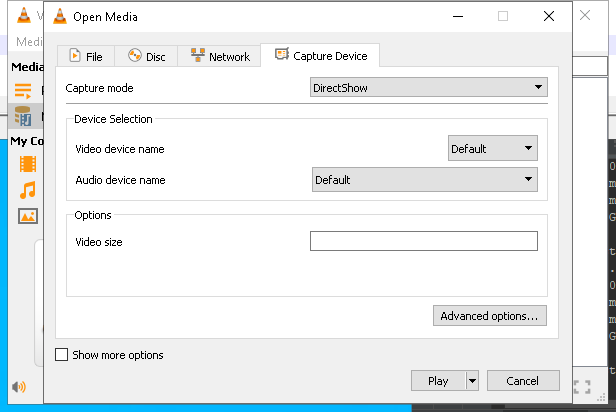 Open Media
Medi
File
Disc
Network
Capture Device
Media
Capture mode
DirectShow
Device Selection
My Co
Video device name
Default
Audio device name
Default
Options
Video size
Advanced options...
Show more options
Play
Cancel